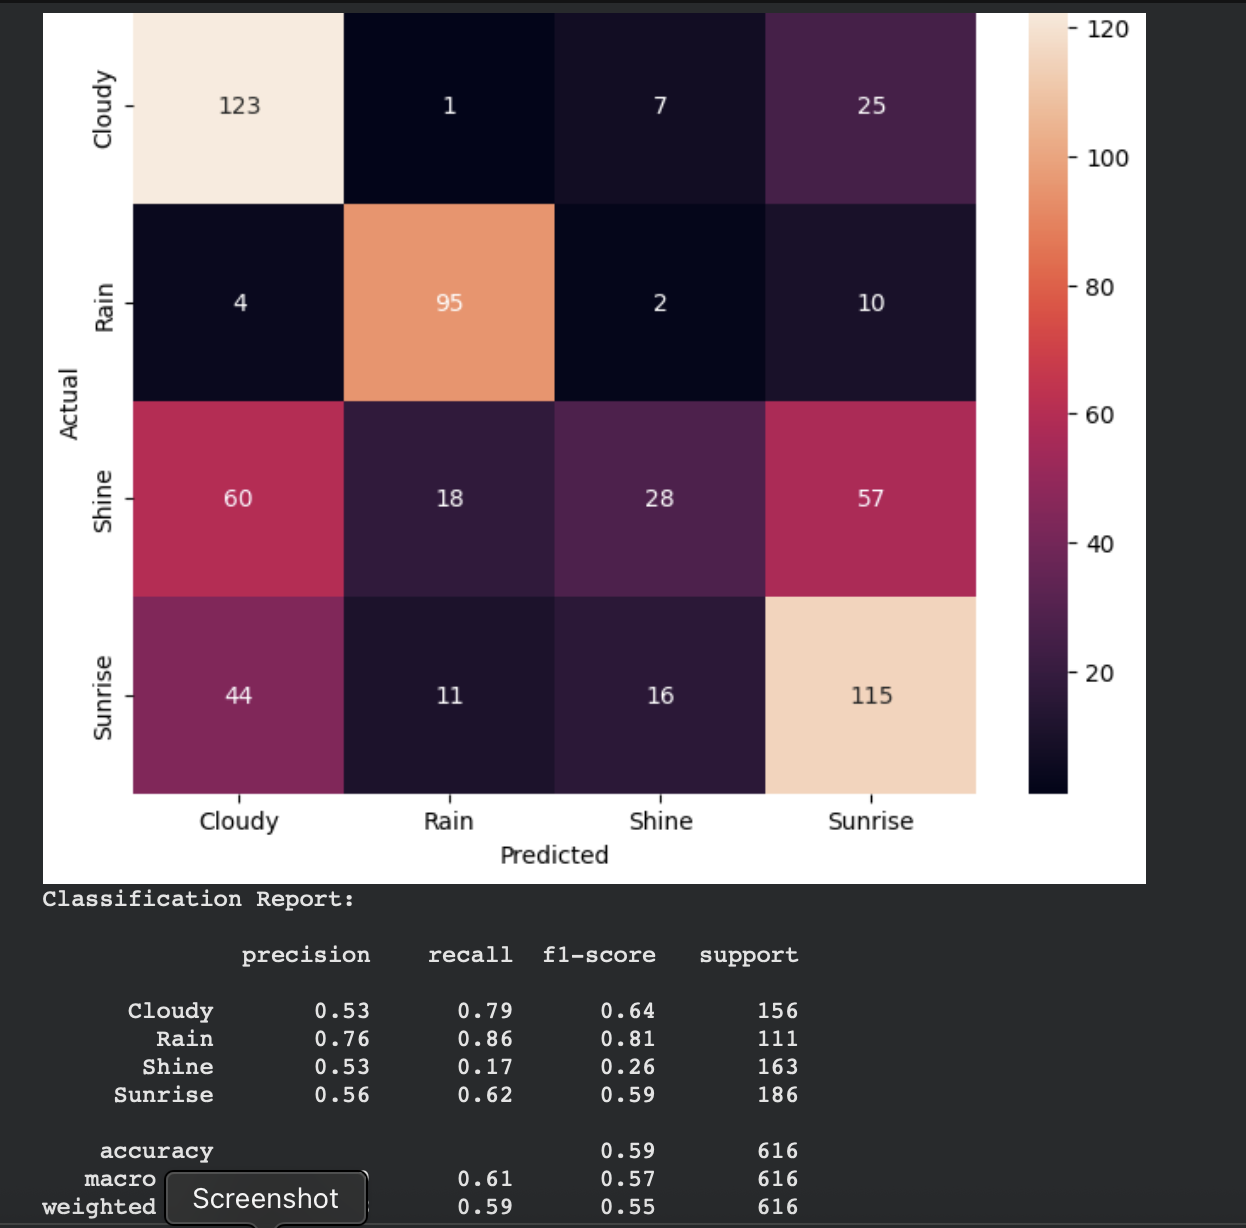 120
Cloudy 123 1 7 25
100
Rain 4 95 2 10
80
Actual
60
Shine 60 18 28 57
40
Sunrise 44 11 16 115
20
Cloudy Rain Shine Sunrise
Predicted
Classification Report:
precision recall f1-score support
Cloudy 0.53 0.79 0.64 156
Rain 0.76 0.86 0.81 111
Shine 0.53 0.17 0.26 163
Sunrise 0.56 0.62 0.59 186
accuracy 0.59 616
macro 0.61 0.57 616
weighted 0.59 0.55 616
Screenshot